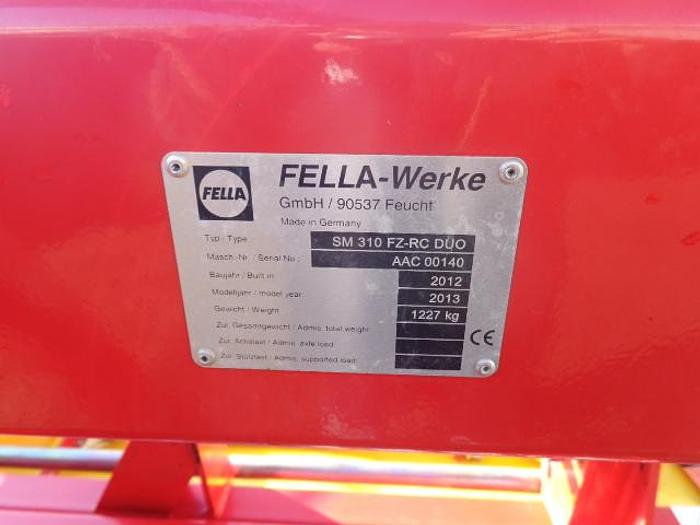 FELLA
FELLA-Werke
GmbH / 90537 Feucht
Made in Germany
Typ / Type SM 310 FZ-RC DUO
Masch.-Nr. / Serial No.: AAC 00140
Baujahr / Built in 2012
Modelljahr / model year 2013
Gewicht / Weight 1227 kg
Zul. Gesamtgewicht / Admis. total weight
Zul. Achslast / Admis. axle load:
Zul. Stützlast / Admis. supported load:
CE